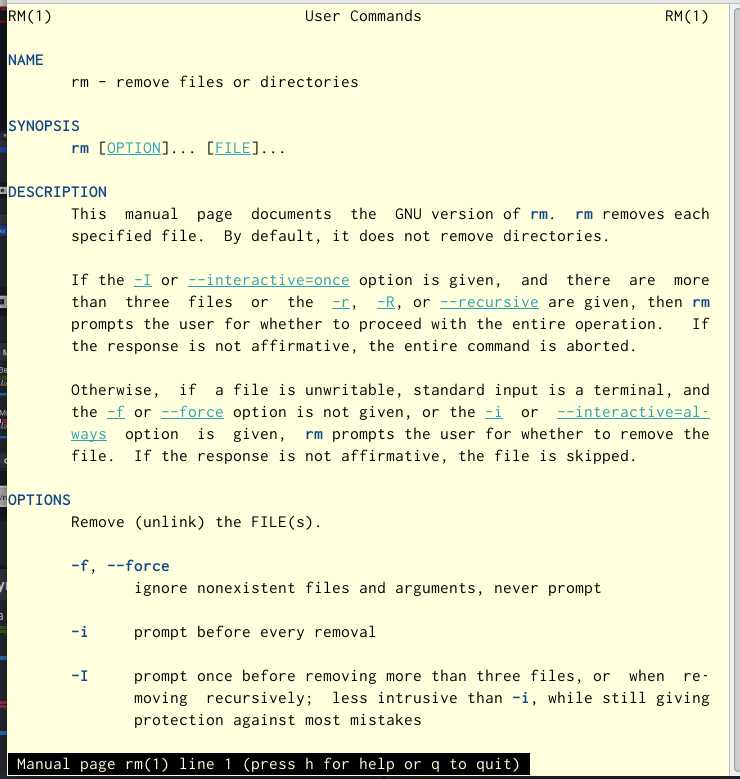 RM(1) User Commands RM(1)
NAME
rm - remove files or directories
SYNOPSIS
rm [OPTION]... [FILE]...
DESCRIPTION
This manual page documents the GNU version of rm. rm removes each
specified file. By default, it does not remove directories.
If the -I or --interactive=once option is given, and there are more
than three files or the -r, -R, or --recursive are given, then rm
prompts the user for whether to proceed with the entire operation. If
the response is not affirmative, the entire command is aborted.
Otherwise, if a file is unwritable, standard input is a terminal, and
the -f or --force option is not given, or the -i or --interactive=al-
ways option is given, rm prompts the user for whether to remove the
file. If the response is not affirmative, the file is skipped.
OPTIONS
Remove (unlink) the FILE(s).
-f, --force
ignore nonexistent files and arguments, never prompt
-i prompt before every removal
-I prompt once before removing more than three files, or when re-
moving recursively; less intrusive than -i, while still giving
protection against most mistakes
Manual page rm(1) line 1 (press h for help or q to quit)